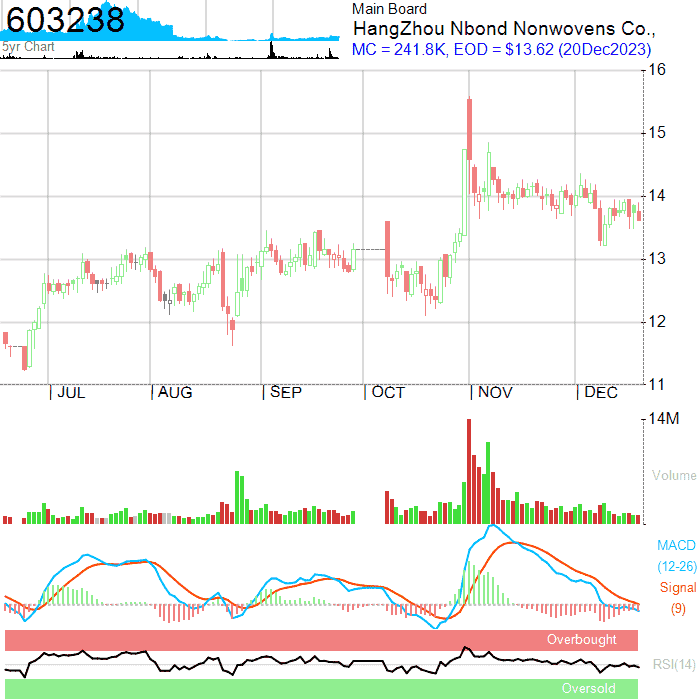 603238
5yr Chart
Main Board
HangZhou Nbond Nonwovens Co.,
MC = 241.8K, EOD = $13.62 (20Dec2023)
16
15
14
13
12
11
JUL AUG SEP OCT NOV DEC
14M
Volume
MACD
(12-26)
Signal
(9)
Overbought
RSI(14)
Oversold